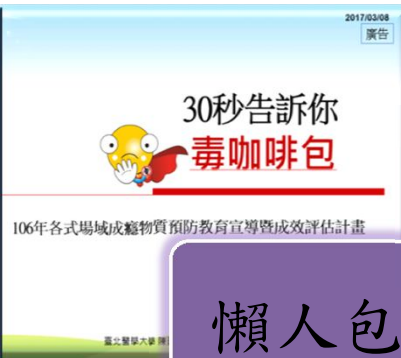 2017/03/08
廣告
30秒告訴你
毒咖啡包
106年各式場域成癮物質預防教育宣導暨成效評估計畫
臺北醫學大學 陳
懶人包